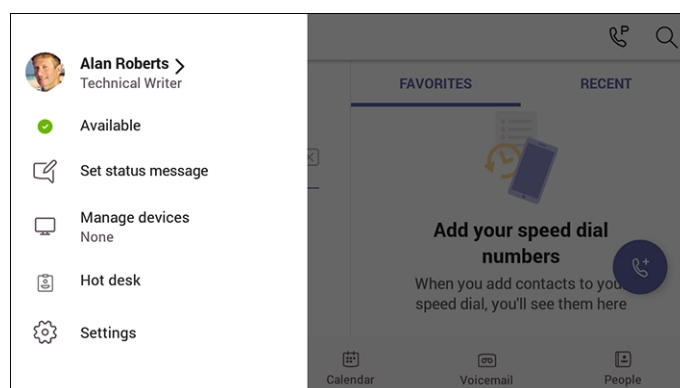 Alan Roberts
Technical Writer
Available
Set status message
Manage devices
None
Hot desk
Settings
P
FAVORITES
RECENT
Add your speed dial
numbers
When you add contacts to you
speed dial, you'll see them here
Calendar
Voicemail
People